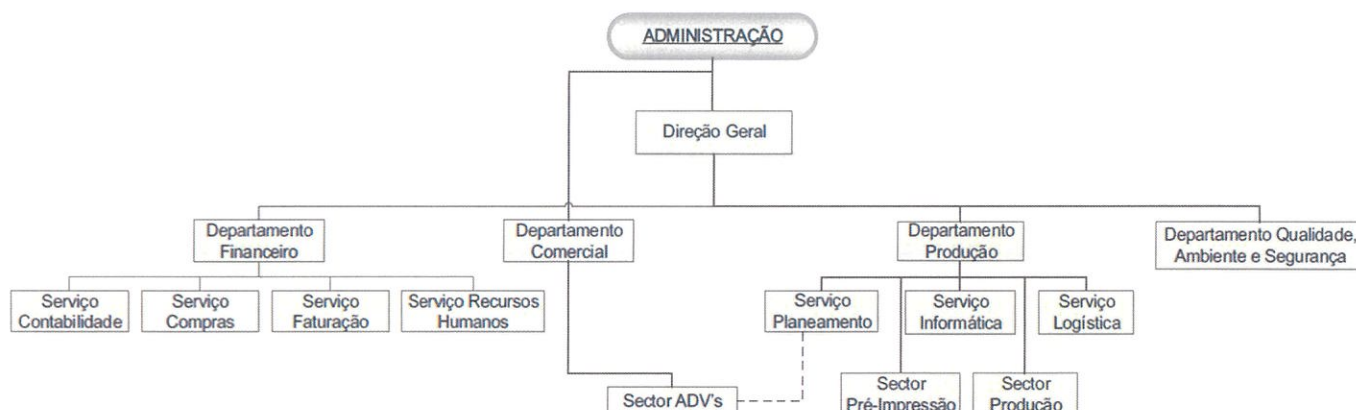 ADMINISTRAÇÃO
Direção Geral
Departamento
Financeiro
Departamento
Comercial
Departamento
Produção
Departamento Qualidade,
Ambiente e Segurança
Serviço
Contabilidade
Serviço
Compras
Serviço
Faturação
Serviço Recursos
Humanos
Serviço
Planeamento
Serviço
Informática
Serviço
Logística
Sector ADV's
Sector
Pré-Impressão
Sector
Produção